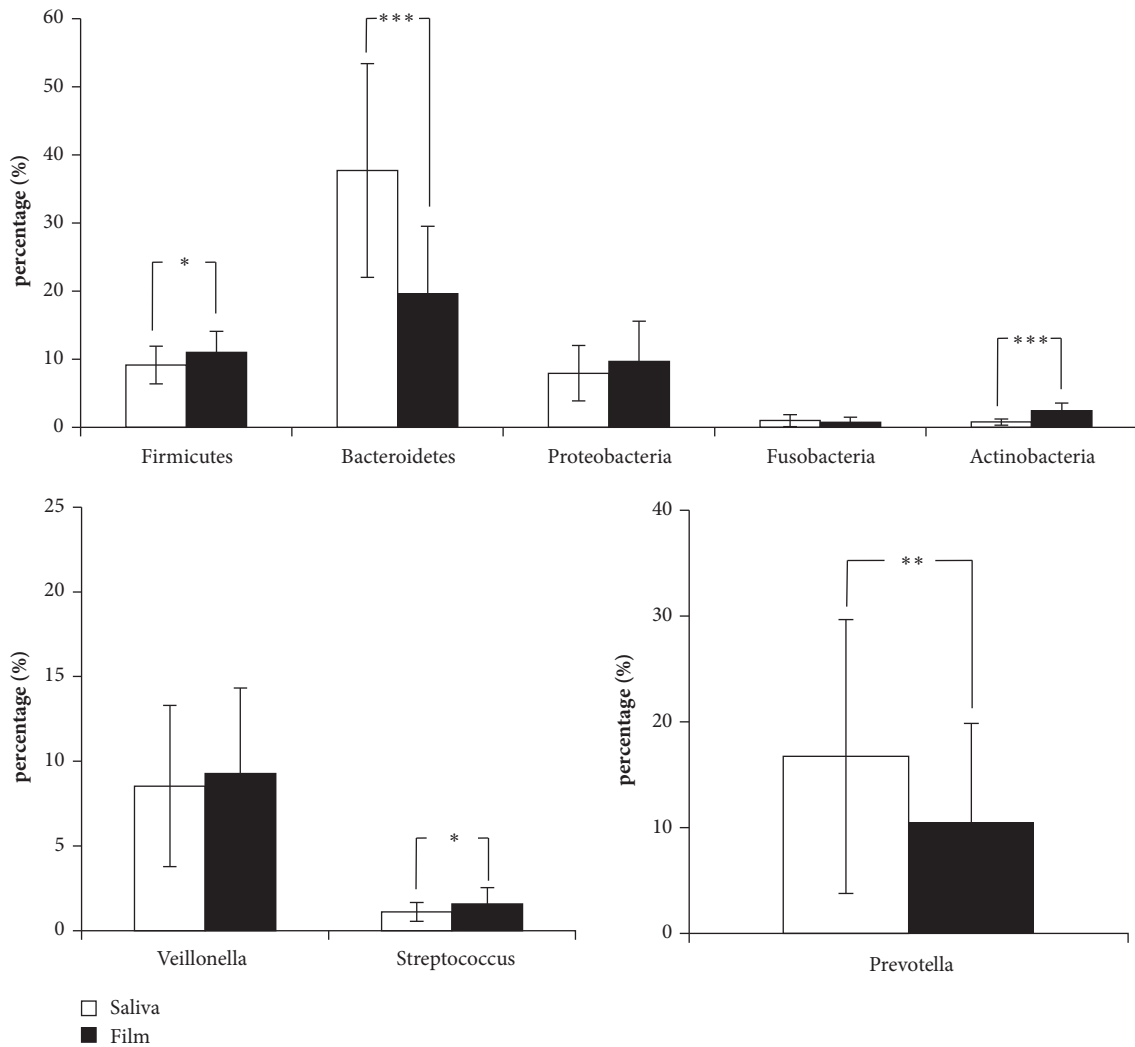 60
50
40
30
20
10
0
percentage (%)
***
*
***
Firmicutes
Bacteroidetes
Proteobacteria
Fusobacteria
Actinobacteria
25
20
15
10
5
0
percentage (%)
*
Veillonella
Streptococcus
40
30
20
10
0
percentage (%)
**
Prevotella
Saliva
Film